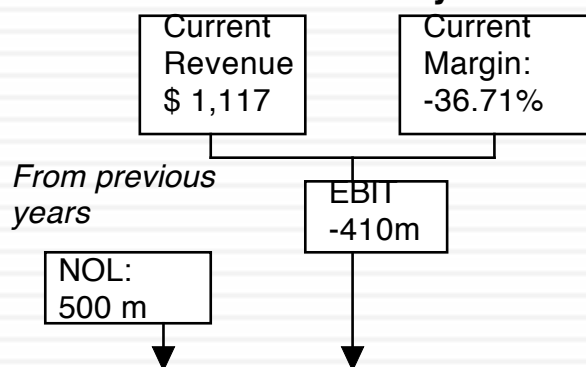 Current
Revenue
$ 1,117
Current
Margin:
-36.71%
From previous
years
EBIT
-410m
NOL:
500 m